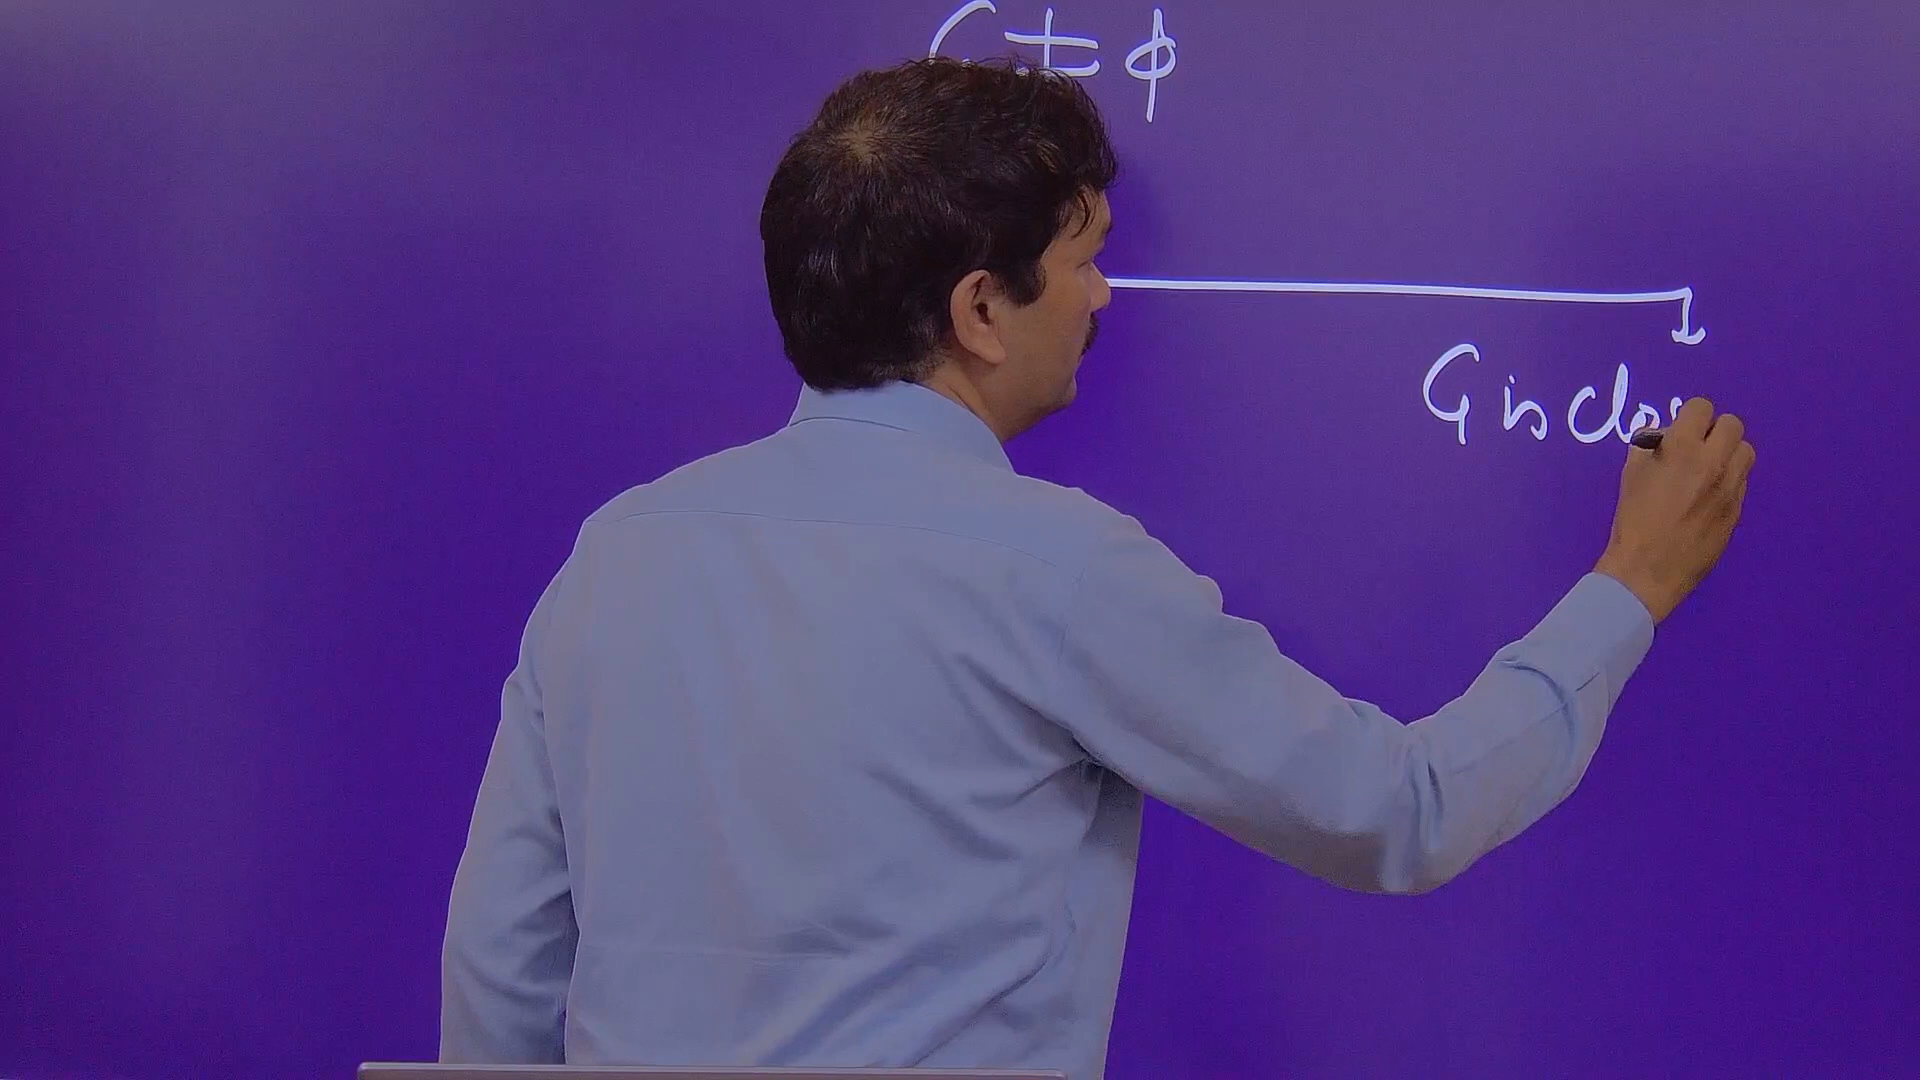 G ≠ ϕ
G is clos